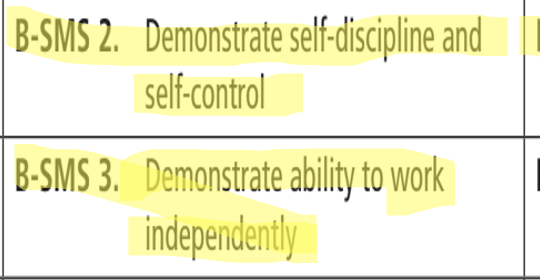 B-SMS 2. Demonstrate self-discipline and
self-control
B-SMS 3. Demonstrate ability to work
independently